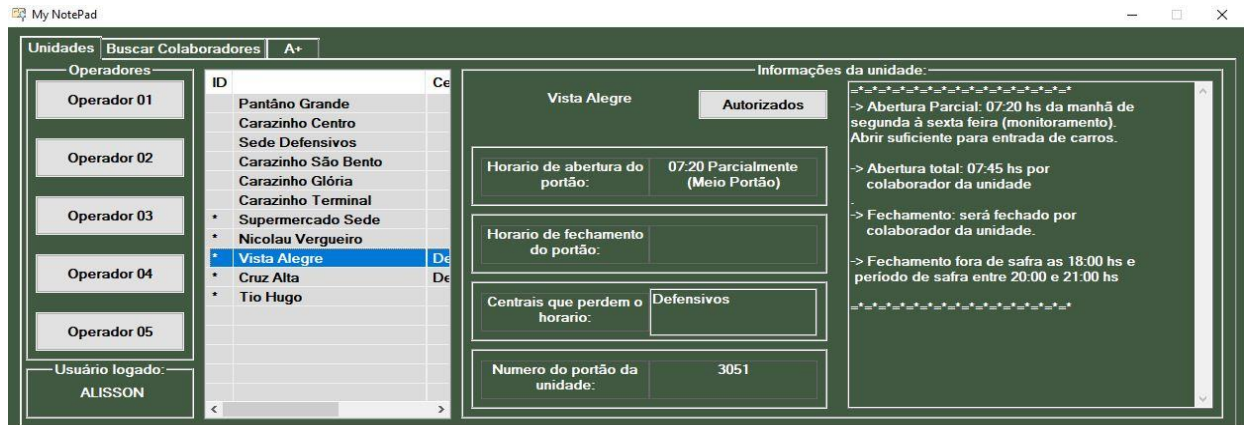 My NotePad
Unidades
Buscar Colaboradores
A+
Operadores
Operador 01
Operador 02
Operador 03
Operador 04
Operador 05
Usuário logado:
ALISSON
ID
Ce
Pantâno Grande
Carazinho Centro
Sede Defensivos
Carazinho São Bento
Carazinho Glória
Carazinho Terminal
* Supermercado Sede
* Nicolau Vergueiro
* Vista Alegre De
* Cruz Alta De
* Tio Hugo
Informações da unidade:
Vista Alegre
Autorizados
Horario de abertura do
portão:
07:20 Parcialmente
(Meio Portão)
Horario de fechamento
do portão:
Centrais que perdem o
horario:
Defensivos
Numero do portão da
unidade:
3051
=*=*=*=*=*=*=*=*=*=*=*=*=*=*=*=*
-> Abertura Parcial: 07:20 hs da manhã de
segunda à sexta feira (monitoramento).
Abrir suficiente para entrada de carros.
-> Abertura total: 07:45 hs por
colaborador da unidade
.
-> Fechamento: será fechado por
colaborador da unidade.
-> Fechamento fora de safra as 18:00 hs e
período de safra entre 20:00 e 21:00 hs
=*=*=*=*=*=*=*=*=*=*=*=*=*=*=*=*